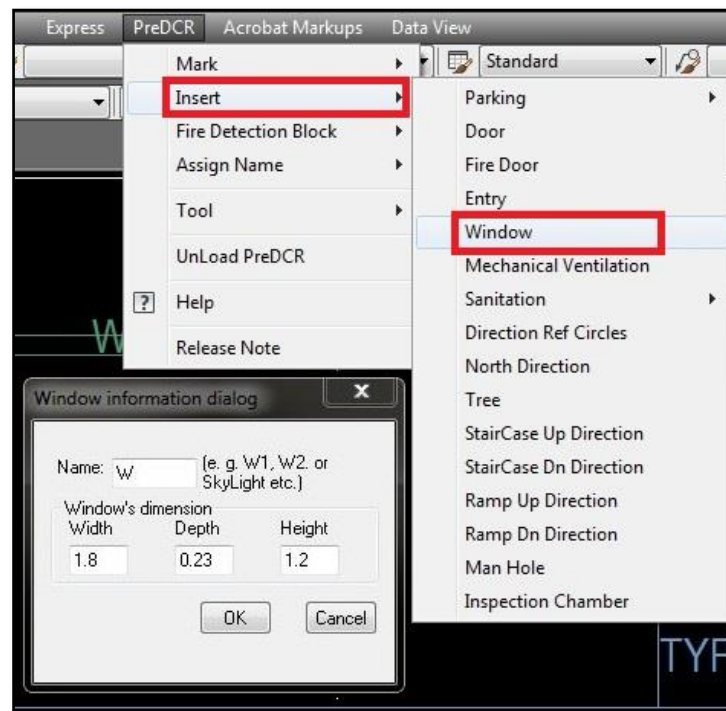 Express PreDCR Acrobat Markups Data View
Standard
Mark
Insert
Fire Detection Block
Assign Name
Tool
UnLoad PreDCR
? Help
Release Note
Parking
Door
Fire Door
Entry
Window
Mechanical Ventilation
Sanitation
Direction Ref Circles
North Direction
Tree
StairCase Up Direction
StairCase Dn Direction
Ramp Up Direction
Ramp Dn Direction
Man Hole
Inspection Chamber
W
Window information dialog x
Name: W (e. g. W1, W2. or
SkyLight etc.)
Window's dimension
Width Depth Height
1.8 0.23 1.2
OK Cancel